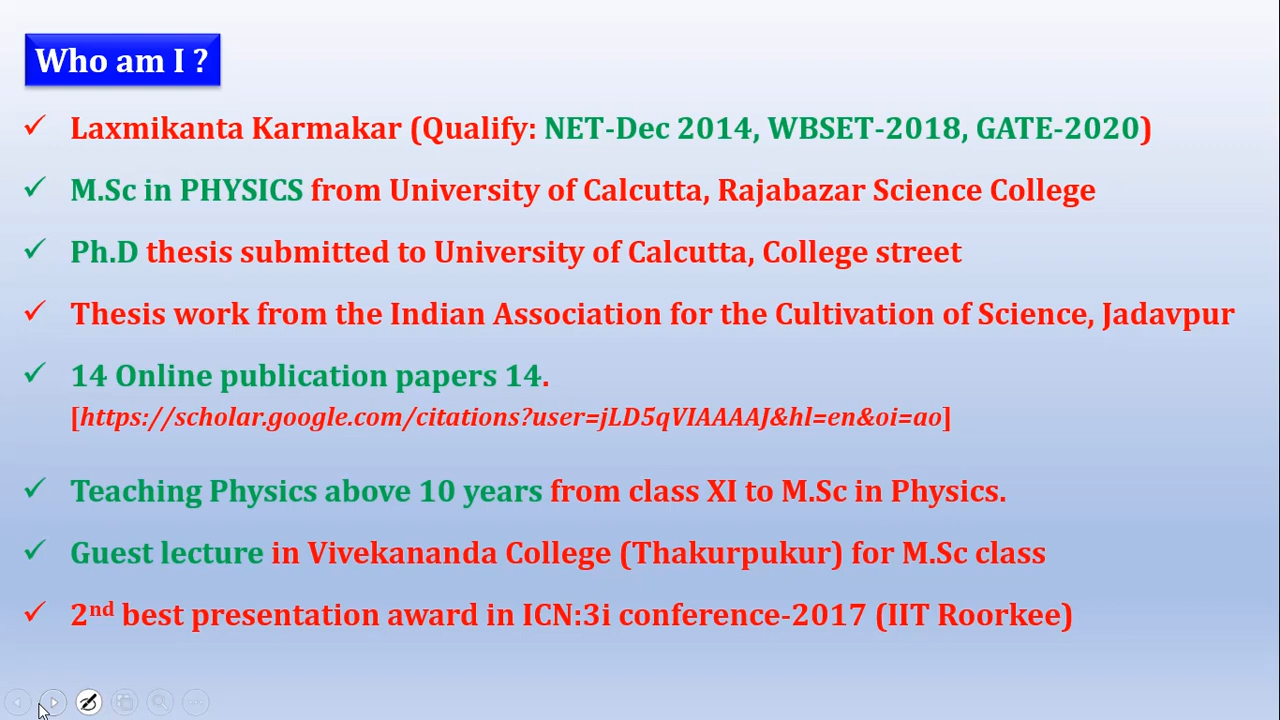 Who am I ?
Laxmikanta Karmakar (Qualify: NET-Dec 2014, WBSET-2018, GATE-2020)
M.Sc in PHYSICS from University of Calcutta, Rajabazar Science College
Ph.D thesis submitted to University of Calcutta, College street
Thesis work from the Indian Association for the Cultivation of Science, Jadavpur
14 Online publication papers 14.
[https://scholar.google.com/citations?user=jLD5qVIAAAAJ&hl=en&oi=ao]
Teaching Physics above 10 years from class XI to M.Sc in Physics.
Guest lecture in Vivekananda College (Thakurpukur) for M.Sc class
2nd best presentation award in ICN:3i conference-2017 (IIT Roorkee)